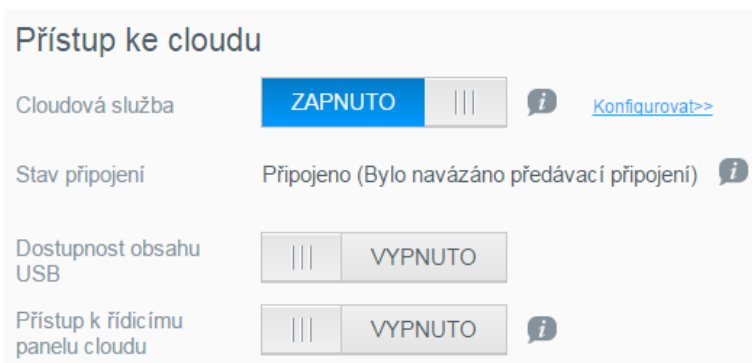 Přístup ke cloudu
Cloudová služba ZAPNUTO Konfigurovat>>
Stav připojení Připojeno (Bylo navázáno předávací připojení)
Dostupnost obsahu
USB VYPNUTO
Přístup k řídicímu
panelu cloudu VYPNUTO